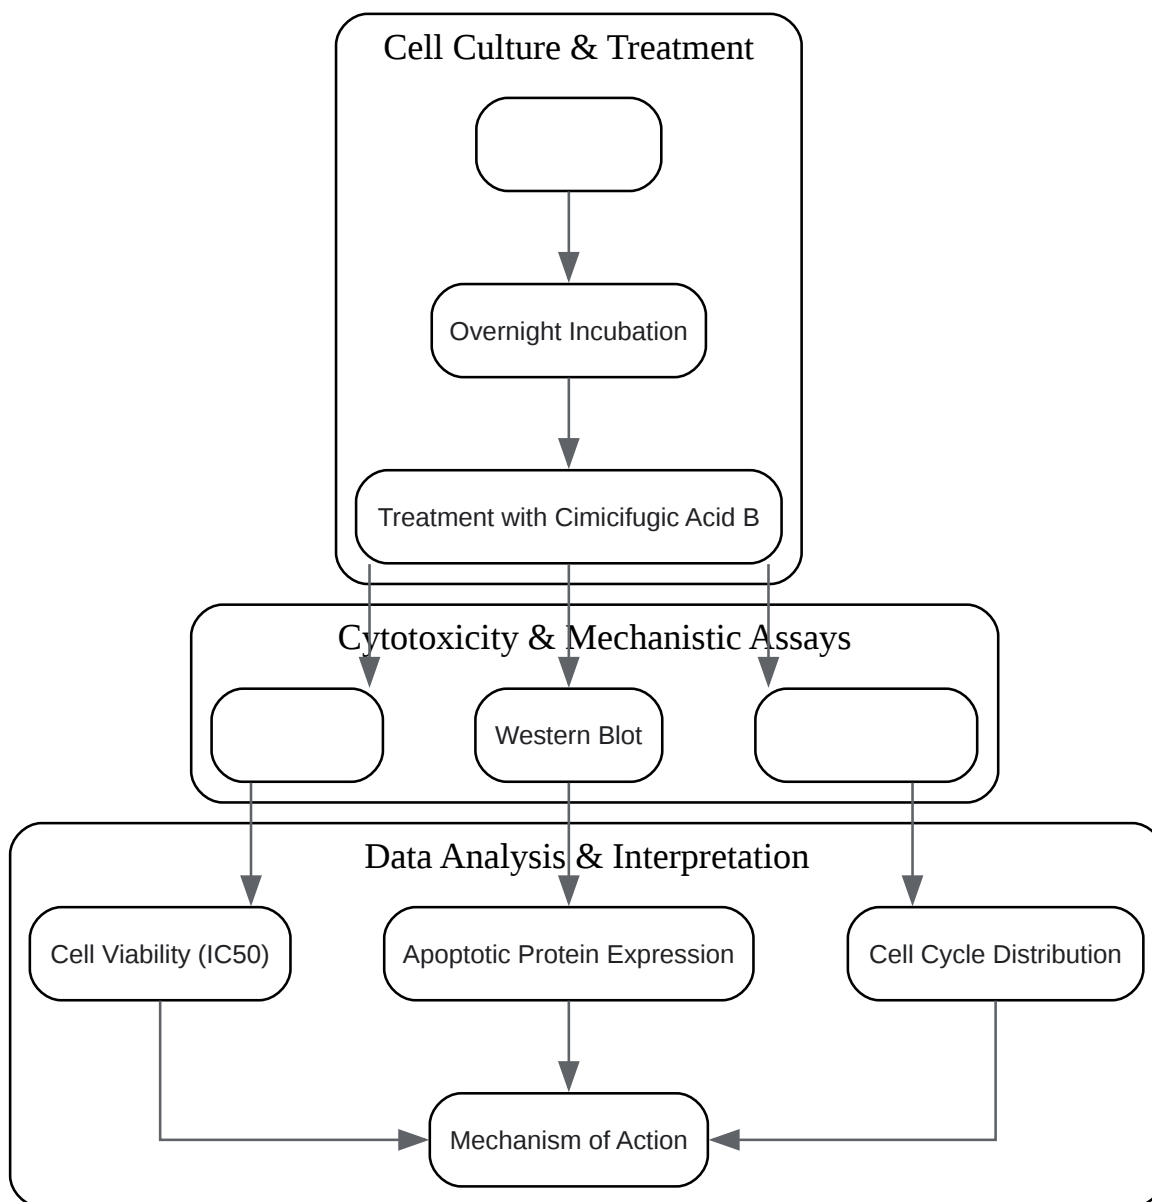 Cell Culture & Treatment
Overnight Incubation
Treatment with Cimicifugic Acid B
Cytotoxicity & Mechanistic Assays
Western Blot
Data Analysis & Interpretation
Cell Viability (IC50)
Apoptotic Protein Expression
Cell Cycle Distribution
Mechanism of Action